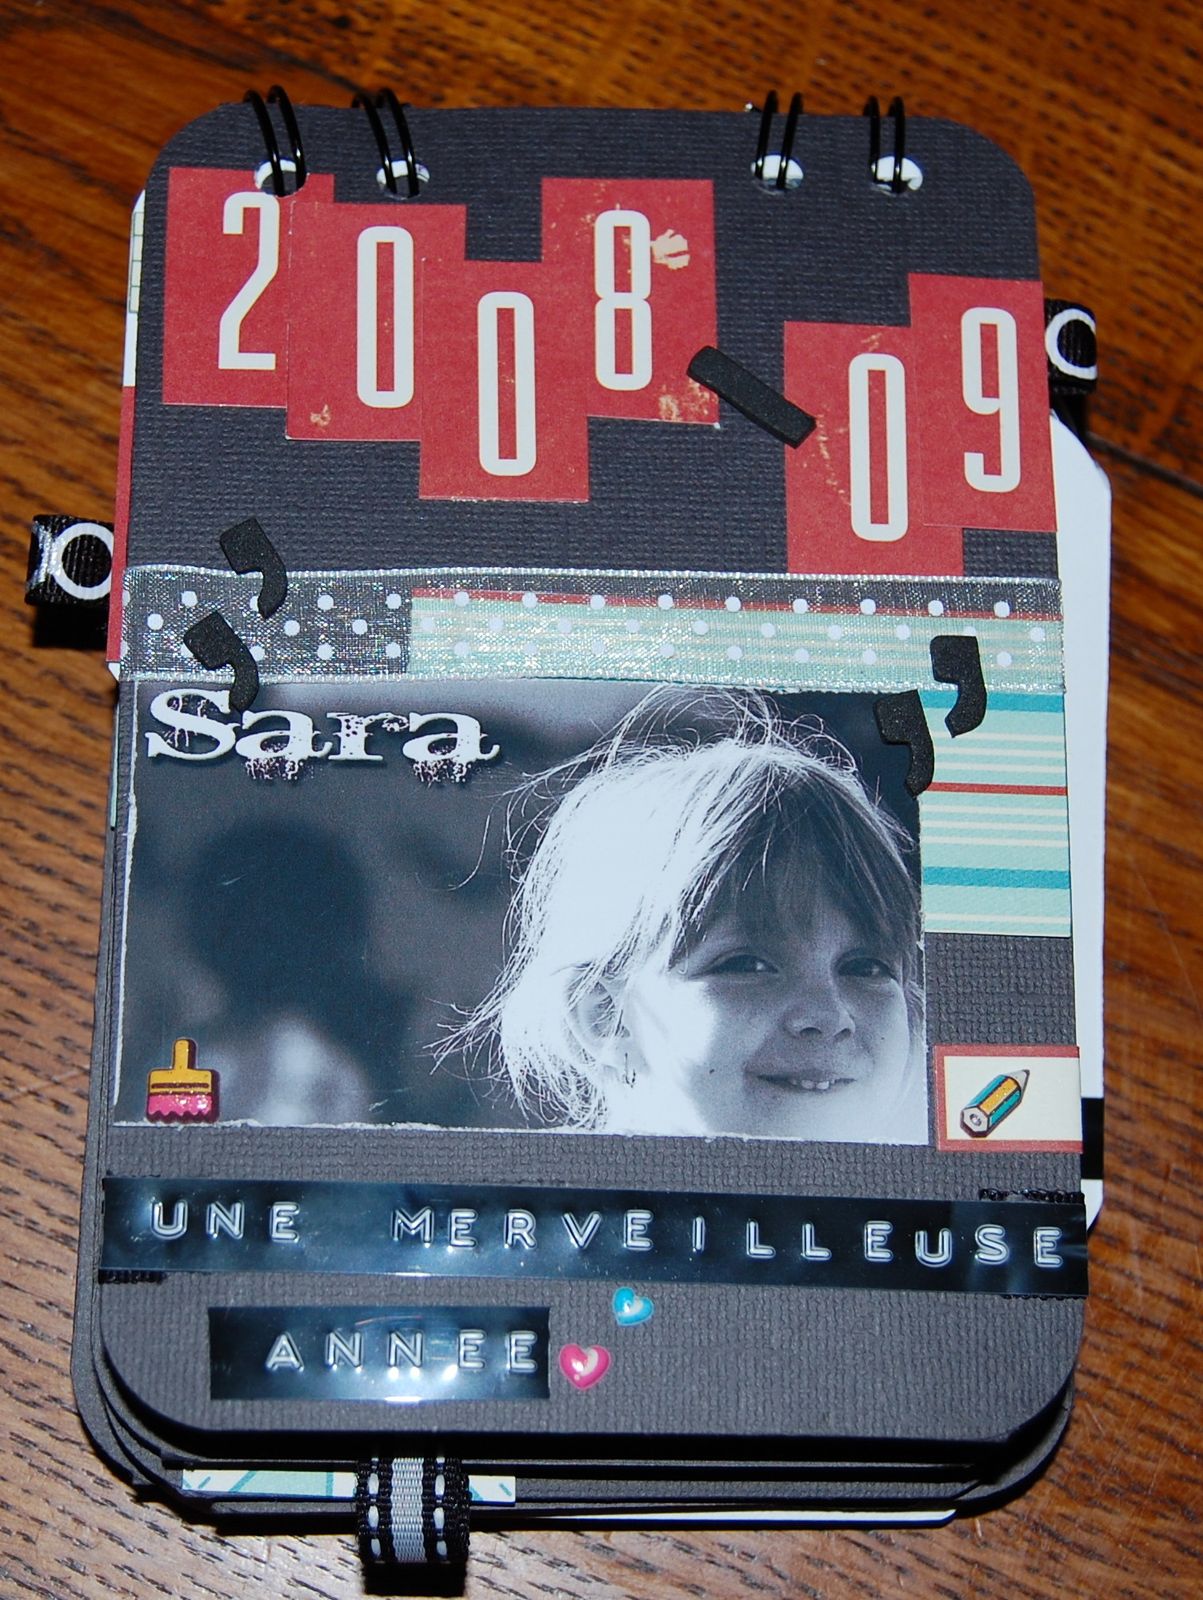 2008-09
Sara
UNE MERVEILLEUSE
ANNEE